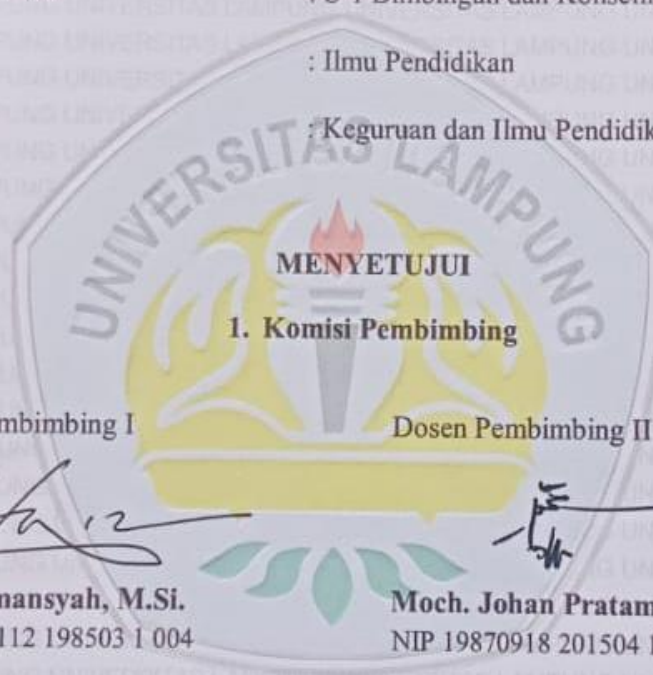 : Ilmu Pendidikan
: Keguruan dan Ilmu Pendidik
UNIVERSITAS LAMPUNG
MENYETUJUI
1. Komisi Pembimbing
mbimbing I
Dosen Pembimbing II
mansyah, M.Si.
Moch. Johan Pratam
112 198503 1 004
NIP 19870918 201504 1